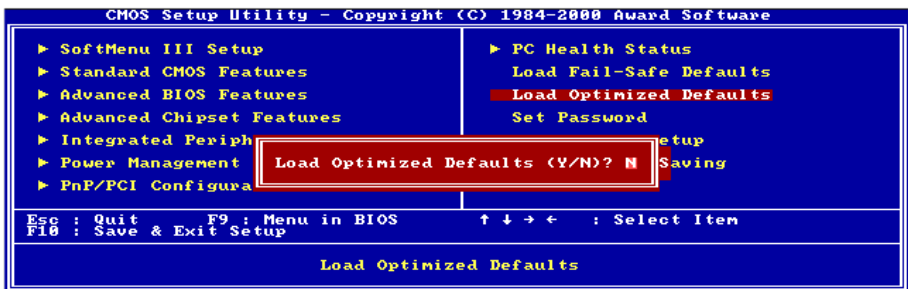 CMOS Setup Utility - Copyright (C) 1984-2000 Award Software
SoftMenu III Setup
Standard CMOS Features
Advanced BIOS Features
Advanced Chipset Features
Integrated Periph
Power Management
PnP/PCI Configura
PC Health Status
Load Fail-Safe Defaults
Load Optimized Defaults
Set Password
etup
Saving
Load Optimized Defaults (Y/N)? N
Esc : Quit F9 : Menu in BIOS ↑ ↓ → ← : Select Item
F10 : Save & Exit Setup
Load Optimized Defaults